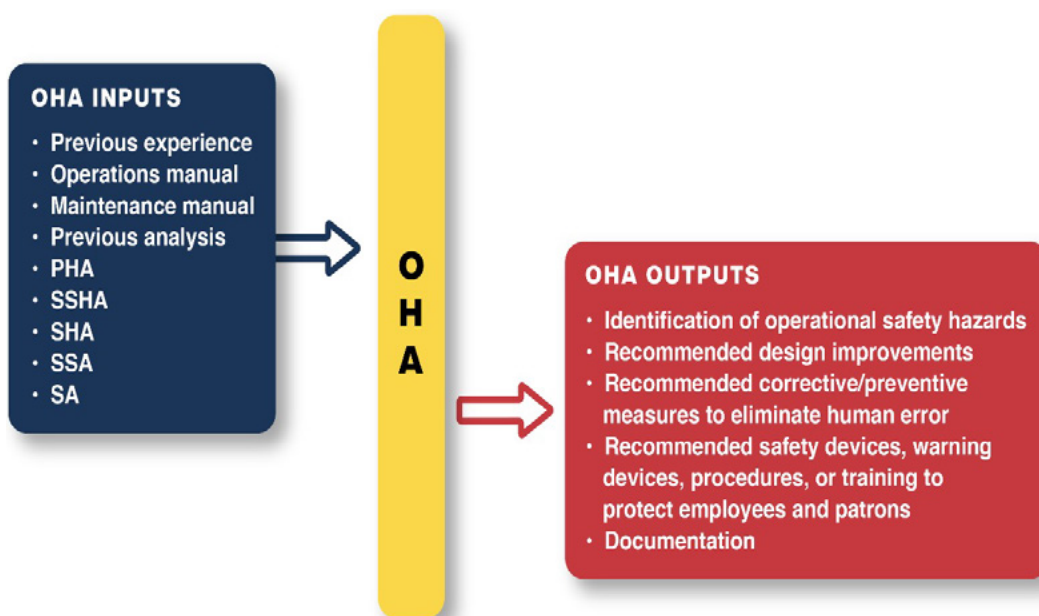 OHA INPUTS
• Previous experience
• Operations manual
• Maintenance manual
• Previous analysis
• PHA
• SSHA
• SHA
• SSA
• SA
O
H
A
OHA OUTPUTS
• Identification of operational safety hazards
• Recommended design improvements
• Recommended corrective/preventive
measures to eliminate human error
• Recommended safety devices, warning
devices, procedures, or training to
protect employees and patrons
• Documentation